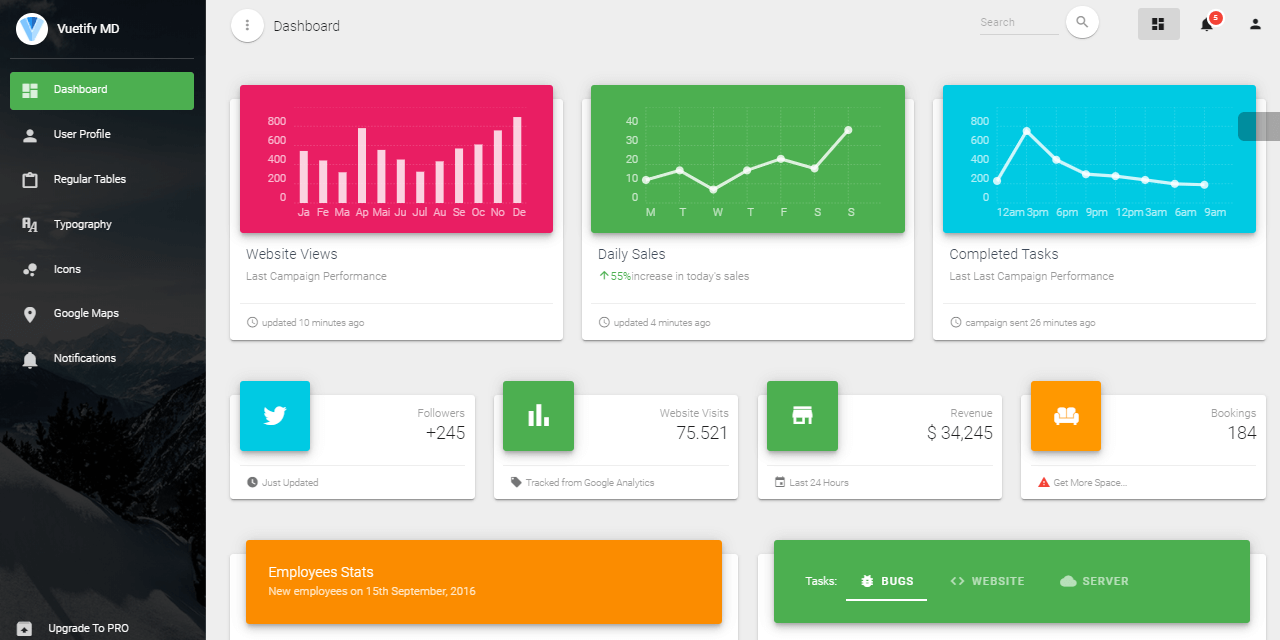 Vuetify MD
Dashboard
User Profile
Regular Tables
Typography
Icons
Google Maps
Notifications
Upgrade To PRO
Dashboard
Search
5
800
600
400
200
0
Ja Fe Ma Ap Mai Ju Jul Au Se Oc No De
Website Views
Last Campaign Performance
updated 10 minutes ago
40
30
20
10
0
M T W T F S S
Daily Sales
55%increase in today's sales
updated 4 minutes ago
800
600
400
200
0
12am 3pm 6pm 9pm 12pm 3am 6am 9am
Completed Tasks
Last Last Campaign Performance
campaign sent 26 minutes ago
Followers
+245
Just Updated
Website Visits
75.521
Tracked from Google Analytics
Revenue
$ 34,245
Last 24 Hours
Bookings
184
Get More Space...
Employees Stats
New employees on 15th September, 2016
Tasks: BUGS WEBSITE SERVER